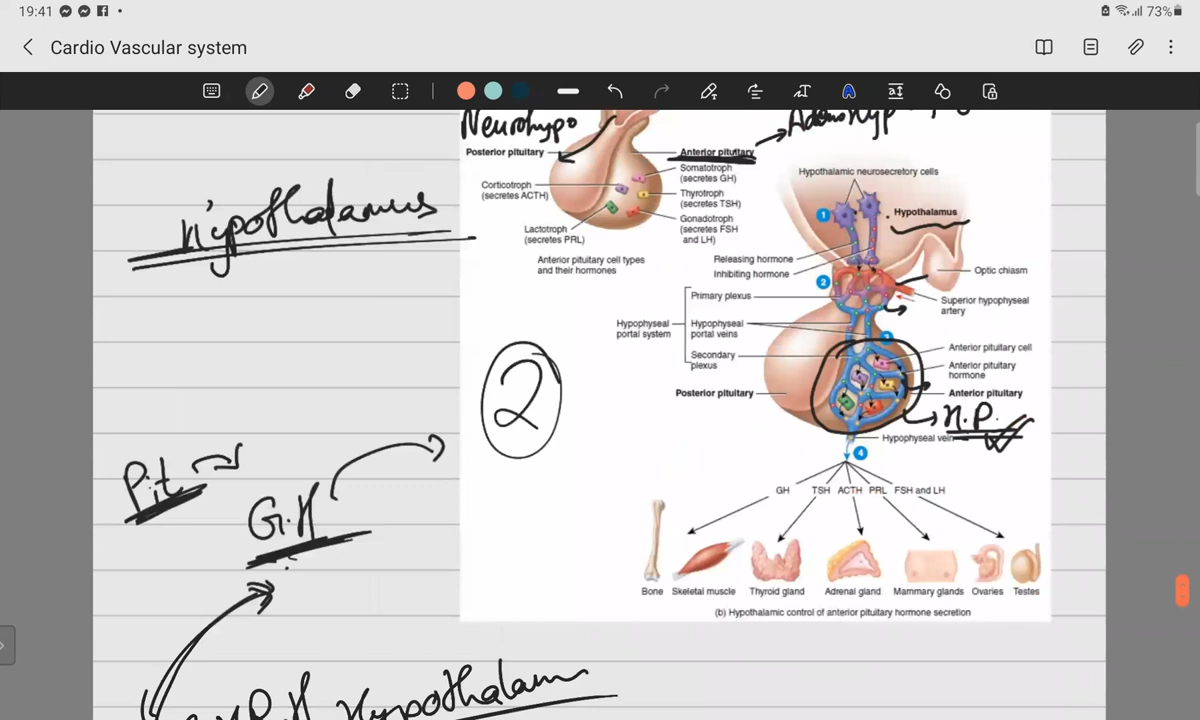 19:41
73%
Cardio Vascular system
Neurohypo
Posterior pituitary
Anterior pituitary
Somatotroph
(secretes GH)
Corticotroph
(secretes ACTH)
Thyrotroph
(secretes TSH)
Gonadotroph
(secretes FSH
and LH)
Lactotroph
(secretes PRL)
Anterior pituitary cell types
and their hormones
Hypothalamus
Hypothalamic neurosecretory cells
1
Hypothalamus
Releasing hormone
Inhibiting hormone
Optic chiasm
2
Primary plexus
Superior hypophyseal
artery
Hypophyseal
portal system
Hypophyseal
portal veins
Secondary
plexus
Anterior pituitary cell
Anterior pituitary
hormone
Posterior pituitary
Anterior pituitary
2
H.P.
Hypophyseal vein
4
Pit
G.H
GH TSH ACTH PRL FSH and LH
Bone Skeletal muscle Thyroid gland Adrenal gland Mammary glands Ovaries Testes
(b) Hypothalamic control of anterior pituitary hormone secretion
Hypothalam